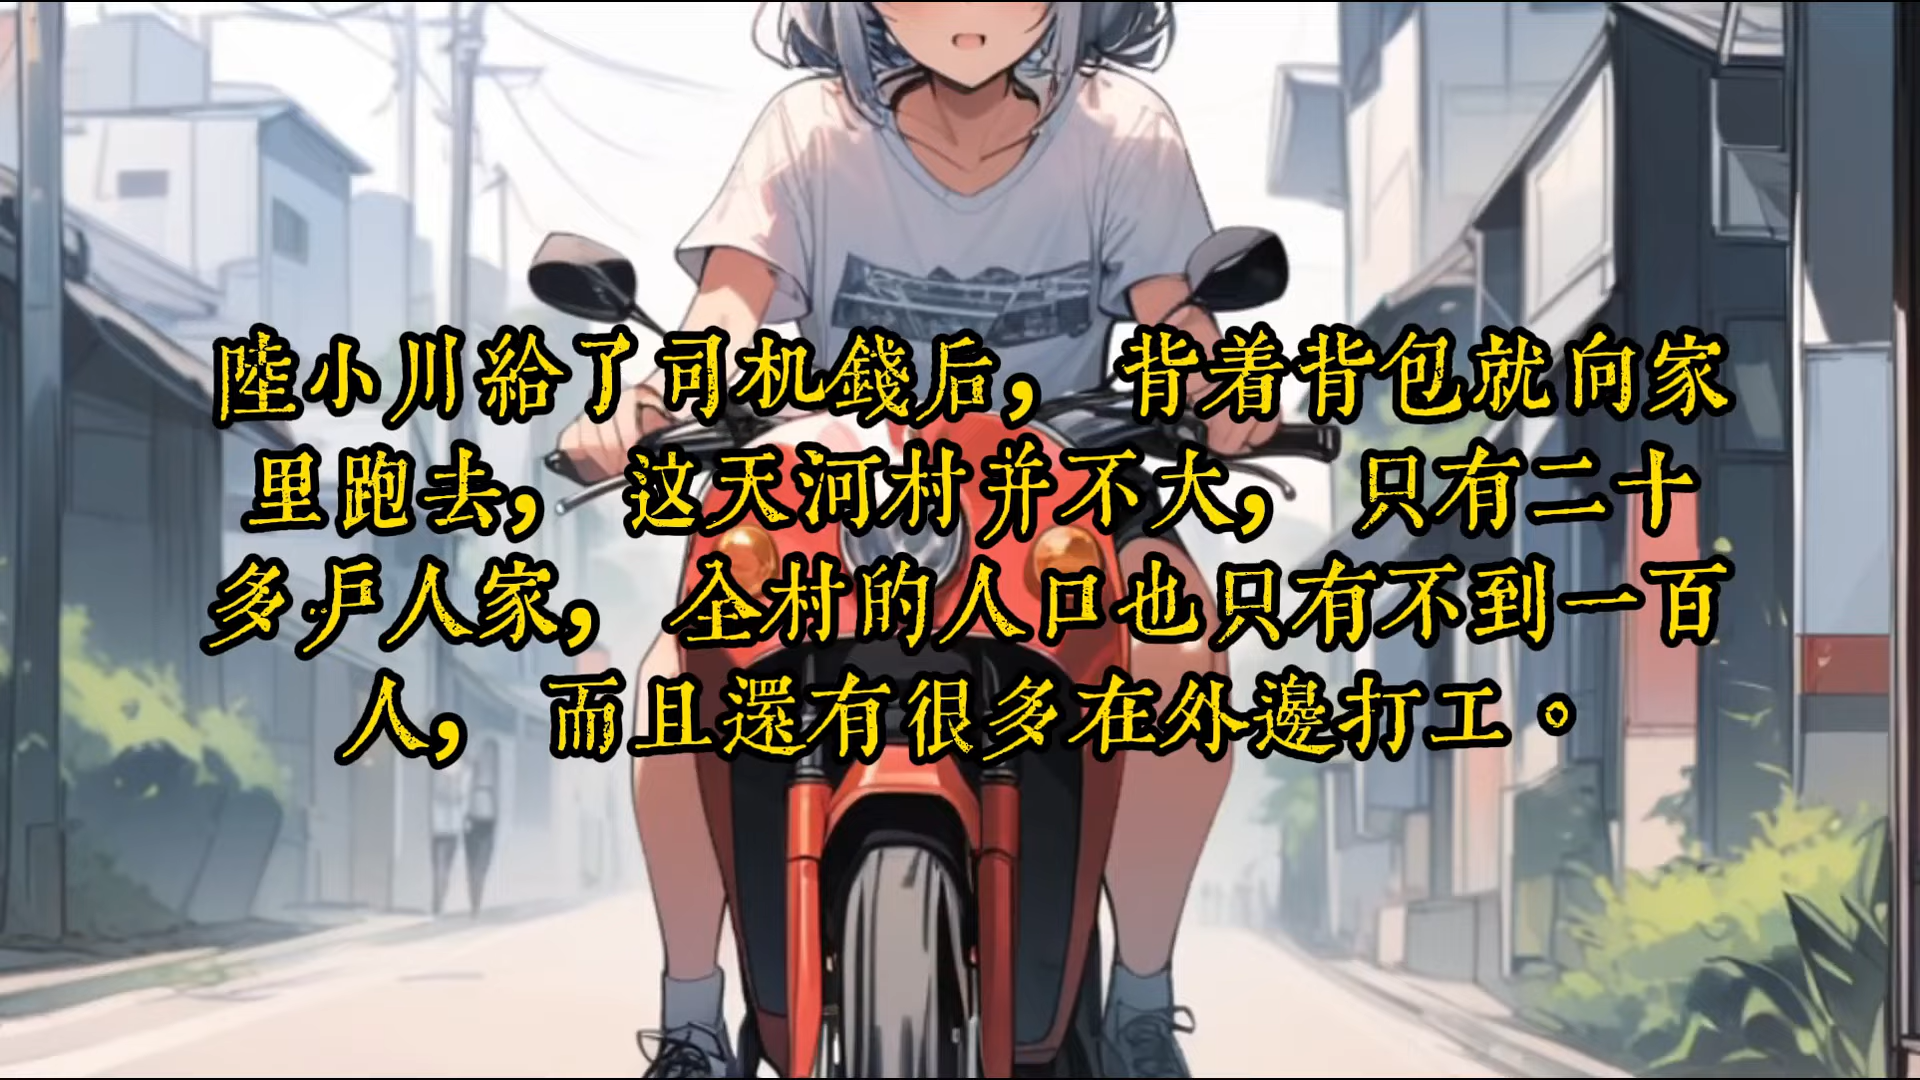 陸小川給了司机錢后，背着背包就向家
里跑去，这天河村并不大，只有二十
多戶人家，全村的人口也只有不到一百
人，而且還有很多在外邊打工。